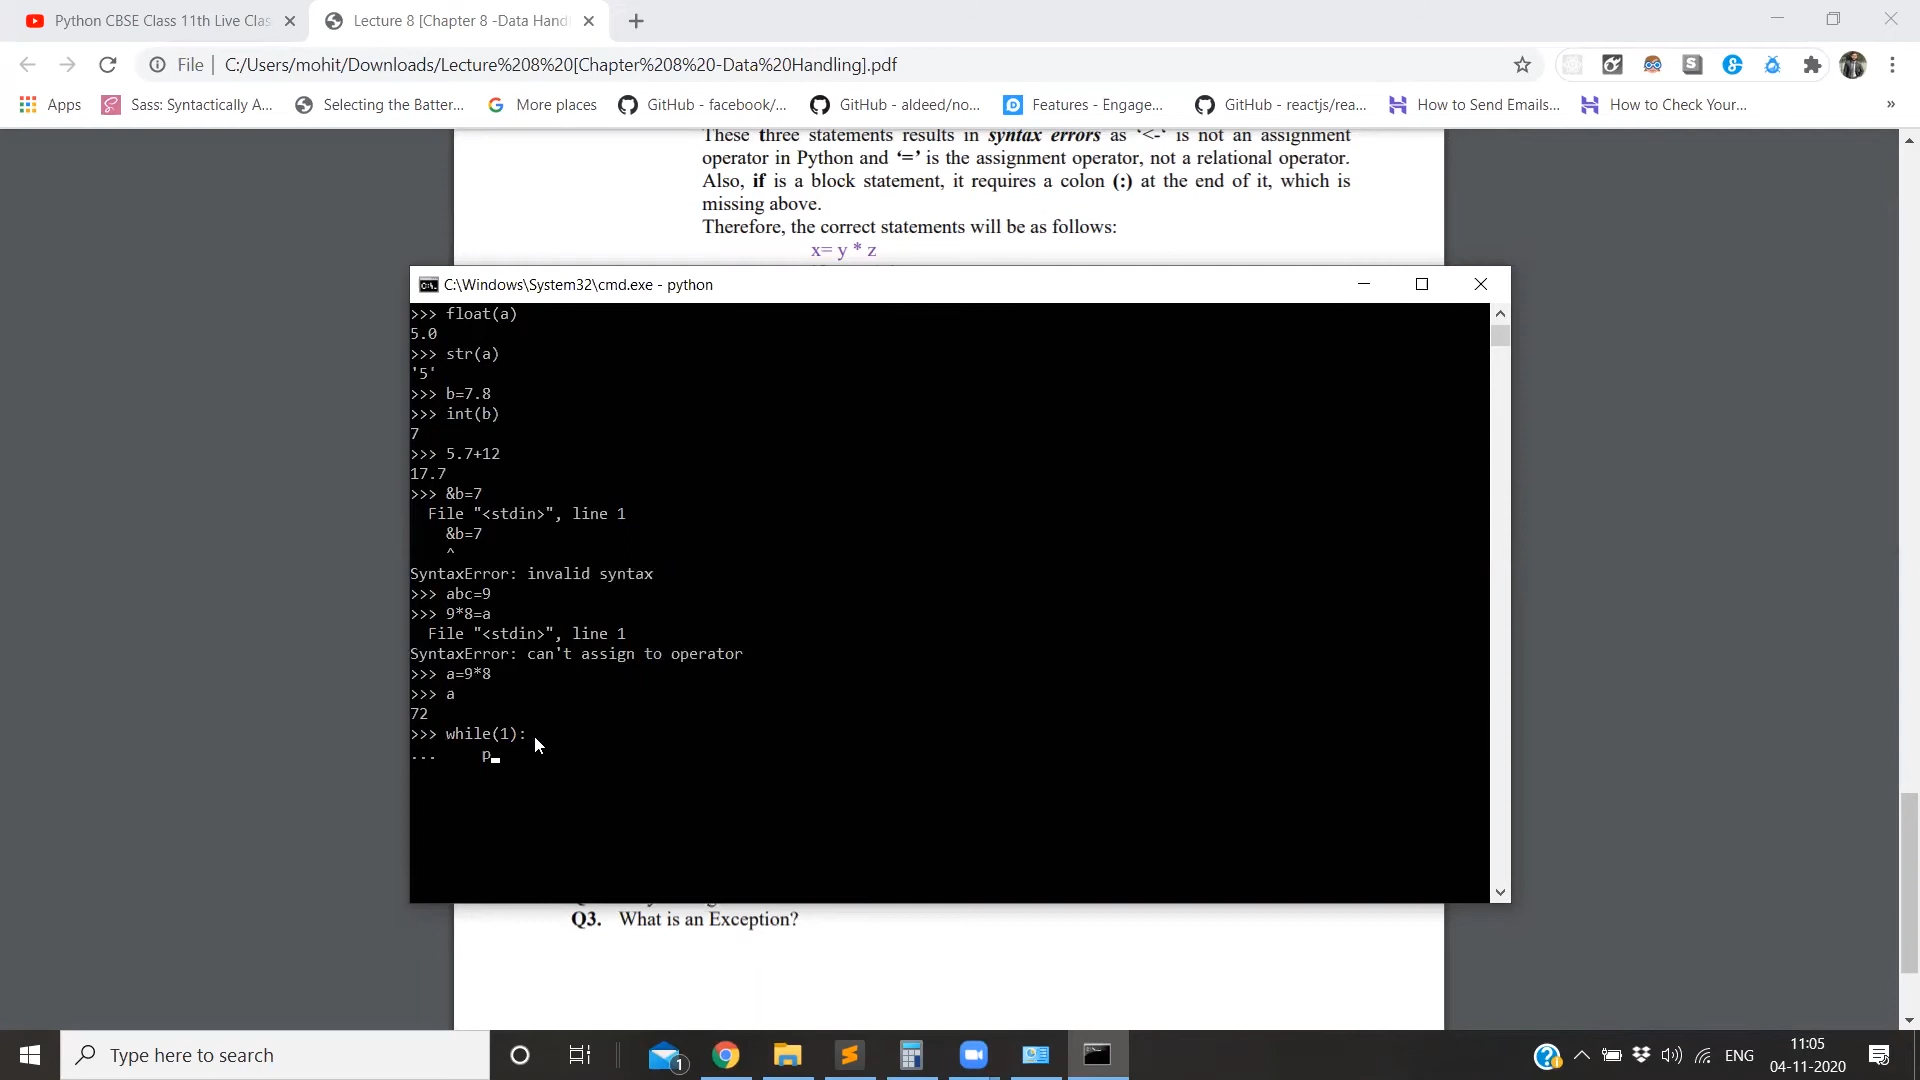 Python CBSE Class 11th Live Clas
Lecture 8 [Chapter 8 -Data Hand
File
C:/Users/mohit/Downloads/Lecture%208%20[Chapter%208%20-Data%20Handling].pdf
Apps
Sass: Syntactically A...
Selecting the Batter...
More places
GitHub - facebook/...
GitHub - aldeed/no...
Features - Engage...
GitHub - reactjs/rea...
How to Send Emails...
How to Check Your...
»
These three statements results in syntax errors as ‘<-‘ is not an assignment
operator in Python and ‘=’ is the assignment operator, not a relational operator.
Also, if is a block statement, it requires a colon (:) at the end of it, which is
missing above.
Therefore, the correct statements will be as follows:
x= y * z
C:\Windows\System32\cmd.exe - python
>>> float(a)
5.0
>>> str(a)
'5'
>>> b=7.8
>>> int(b)
7
>>> 5.7+12
17.7
>>> &b=7
  File "<stdin>", line 1
    &b=7
    ^
SyntaxError: invalid syntax
>>> abc=9
>>> 9*8=a
  File "<stdin>", line 1
SyntaxError: can't assign to operator
>>> a=9*8
>>> a
72
>>> while(1):
...     p
Q3. What is an Exception?
Type here to search
1
ENG
11:05
04-11-2020